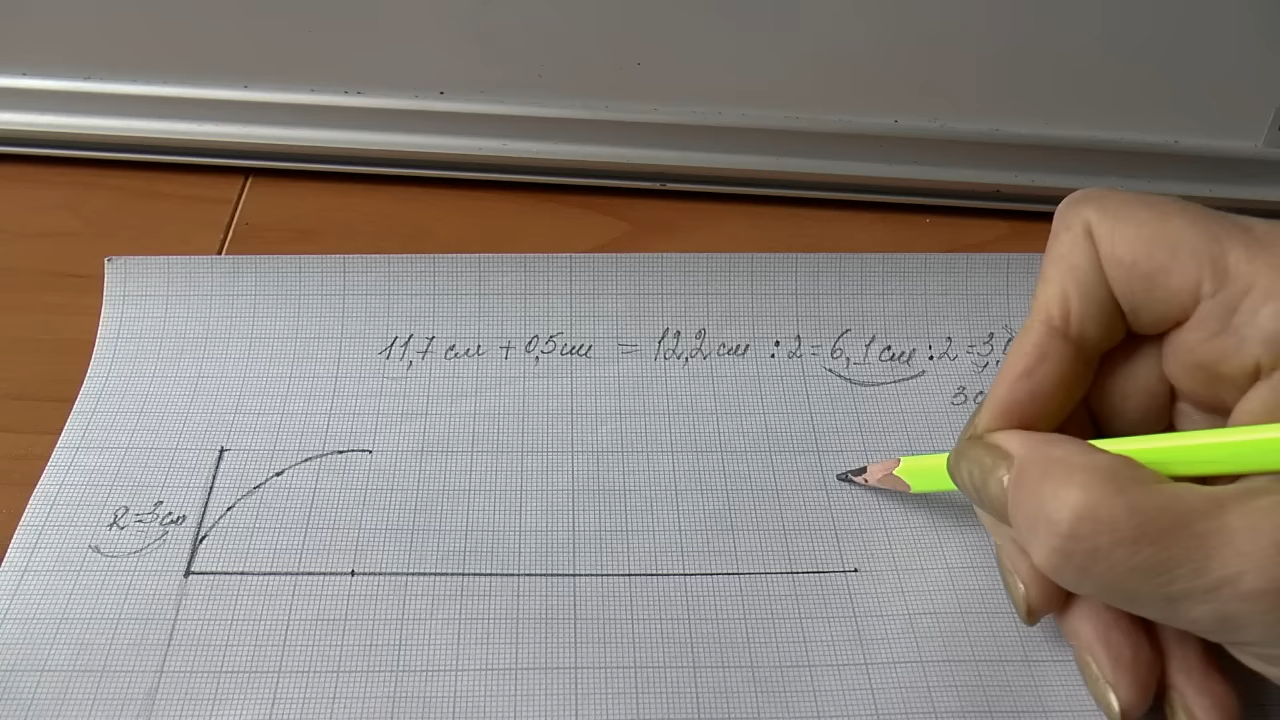 11,7 см + 0,5 см = 12,2 см : 2 = 6,1 см : 2 = 3,
2-3 см